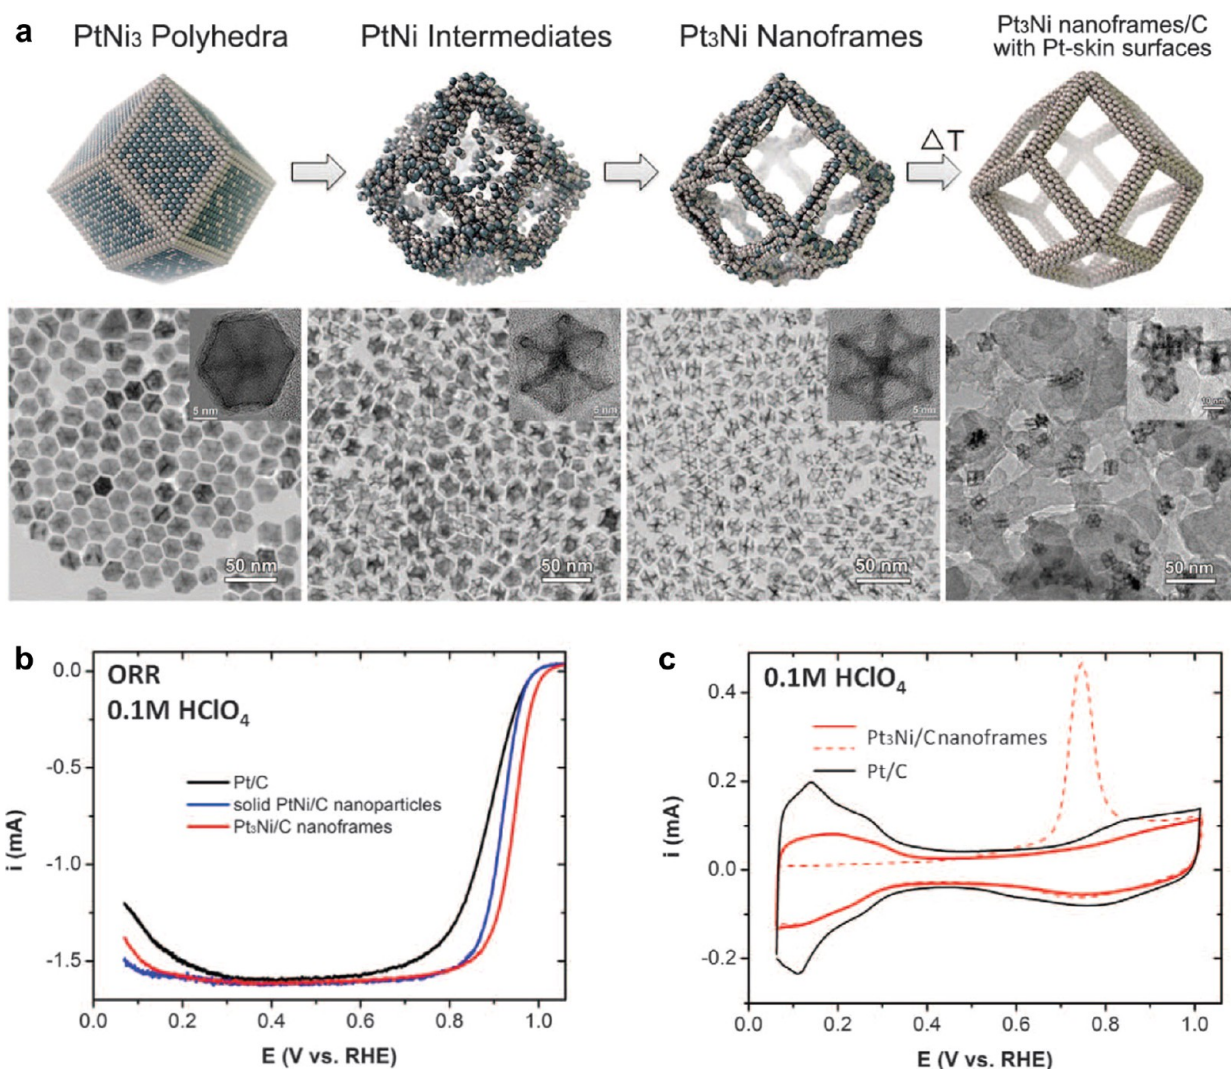 a
PtNi₃ Polyhedra
PtNi Intermediates
Pt₃Ni Nanoframes
Pt₃Ni nanoframes/C
with Pt-skin surfaces
△T
5 nm
5 nm
5 nm
10 nm
50 nm
50 nm
50 nm
50 nm
b
ORR
0.1M HClO₄
Pt/C
solid PtNi/C nanoparticles
Pt₃Ni/C nanoframes
i (mA)
0.0
-0.5
-1.0
-1.5
0.0 0.2 0.4 0.6 0.8 1.0
E (V vs. RHE)
c
0.1M HClO₄
Pt₃Ni/C nanoframes
Pt/C
i (mA)
0.4
0.2
0.0
-0.2
0.0 0.2 0.4 0.6 0.8 1.0
E (V vs. RHE)